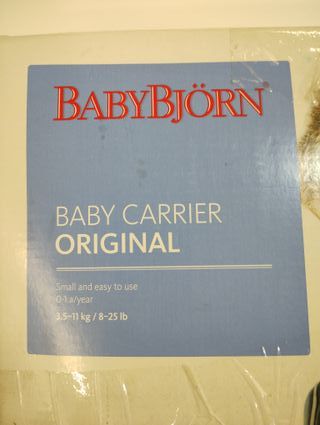 BABYBJÖRN®
BABY CARRIER
ORIGINAL
Small and easy to use
0-1 a/year
3.5–11 kg / 8–25 lb